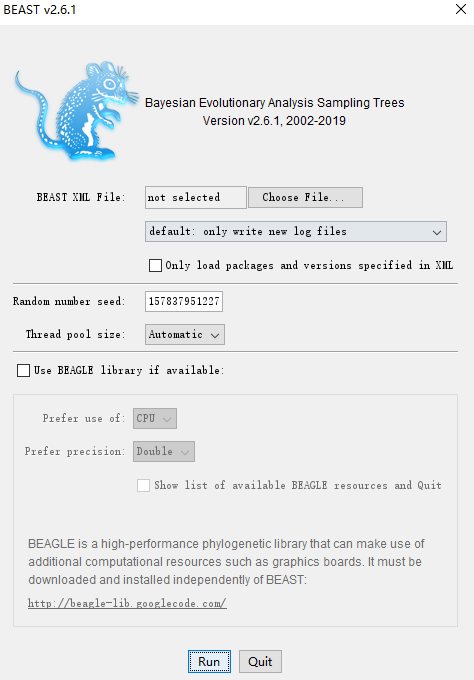 BEAST v2.6.1
Bayesian Evolutionary Analysis Sampling Trees
Version v2.6.1, 2002-2019
BEAST XML File: not selected Choose File...
default: only write new log files
Only load packages and versions specified in XML
Random number seed: 157837951227
Thread pool size: Automatic
Use BEAGLE library if available:
Prefer use of: CPU
Prefer precision: Double
Show list of available BEAGLE resources and Quit
BEAGLE is a high-performance phylogenetic library that can make use of
additional computational resources such as graphics boards. It must be
downloaded and installed independently of BEAST:
http://beagle-lib.googlecode.com/
Run Quit